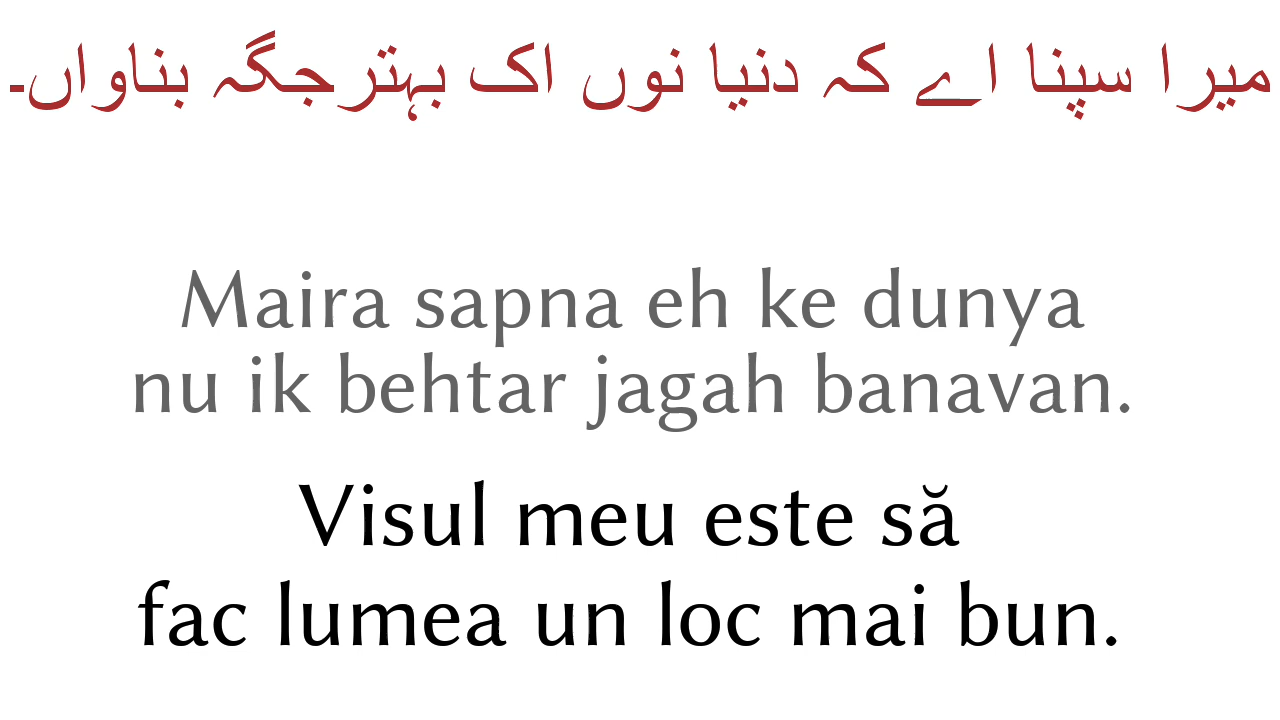 میرا سپنا اے کہ دنیا نوں اک بہترجگہ بناواں۔
Maira sapna eh ke dunya
nu ik behtar jagah banavan.
Visul meu este să
fac lumea un loc mai bun.